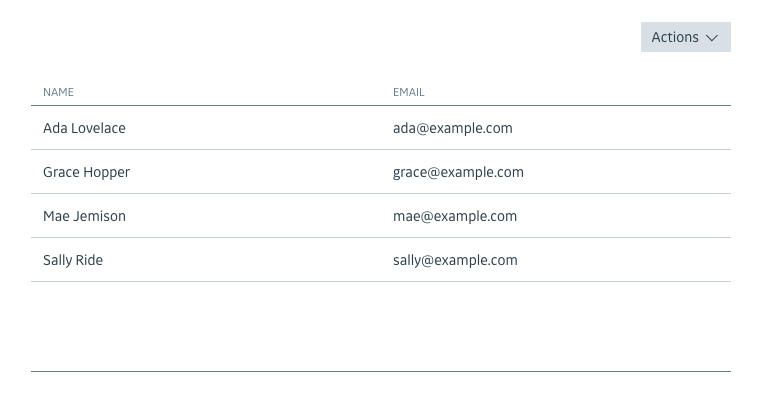 Actions
NAME EMAIL
Ada Lovelace ada@example.com
Grace Hopper grace@example.com
Mae Jemison mae@example.com
Sally Ride sally@example.com